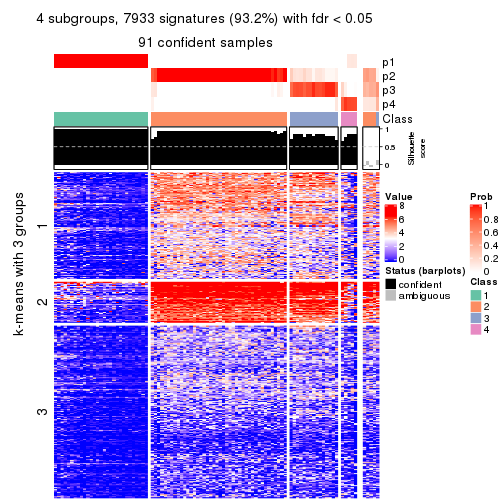 4 subgroups, 7933 signatures (93.2%) with fdr < 0.05
91 confident samples
p1
p2
p3
p4
Class
1
0.5
0
Silhouette
score
k-means with 3 groups
1
2
3
Value
8
6
4
2
0
Status (barplots)
confident
ambiguous
Prob
1
0.8
0.6
0.4
0.2
0
Class
1
2
3
4